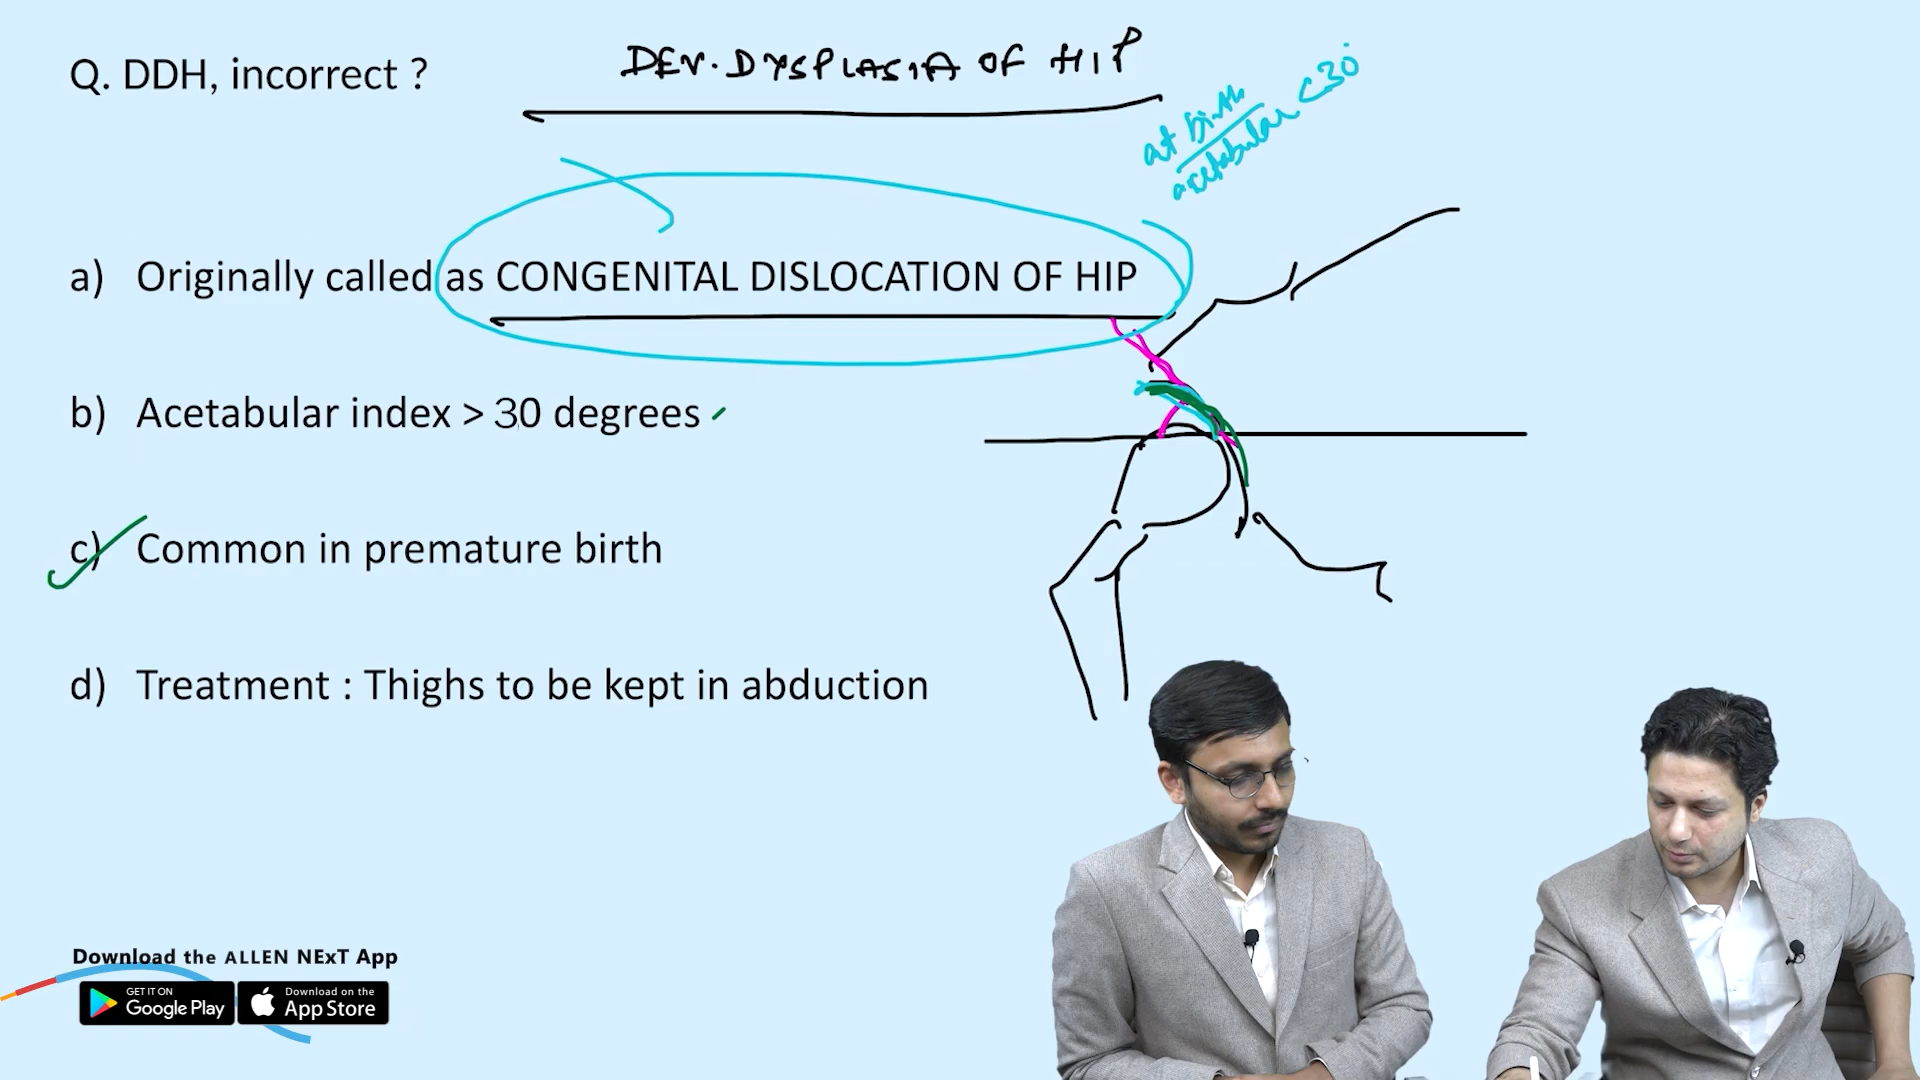 Q. DDH, incorrect ?
DEV. DYSPLASIA OF HIP
at birth
acetabular <30°
a) Originally called as CONGENITAL DISLOCATION OF HIP
b) Acetabular index > 30 degrees
c) Common in premature birth
d) Treatment : Thighs to be kept in abduction
Download the ALLEN NExT App
GET IT ON
Google Play
Download on the
App Store